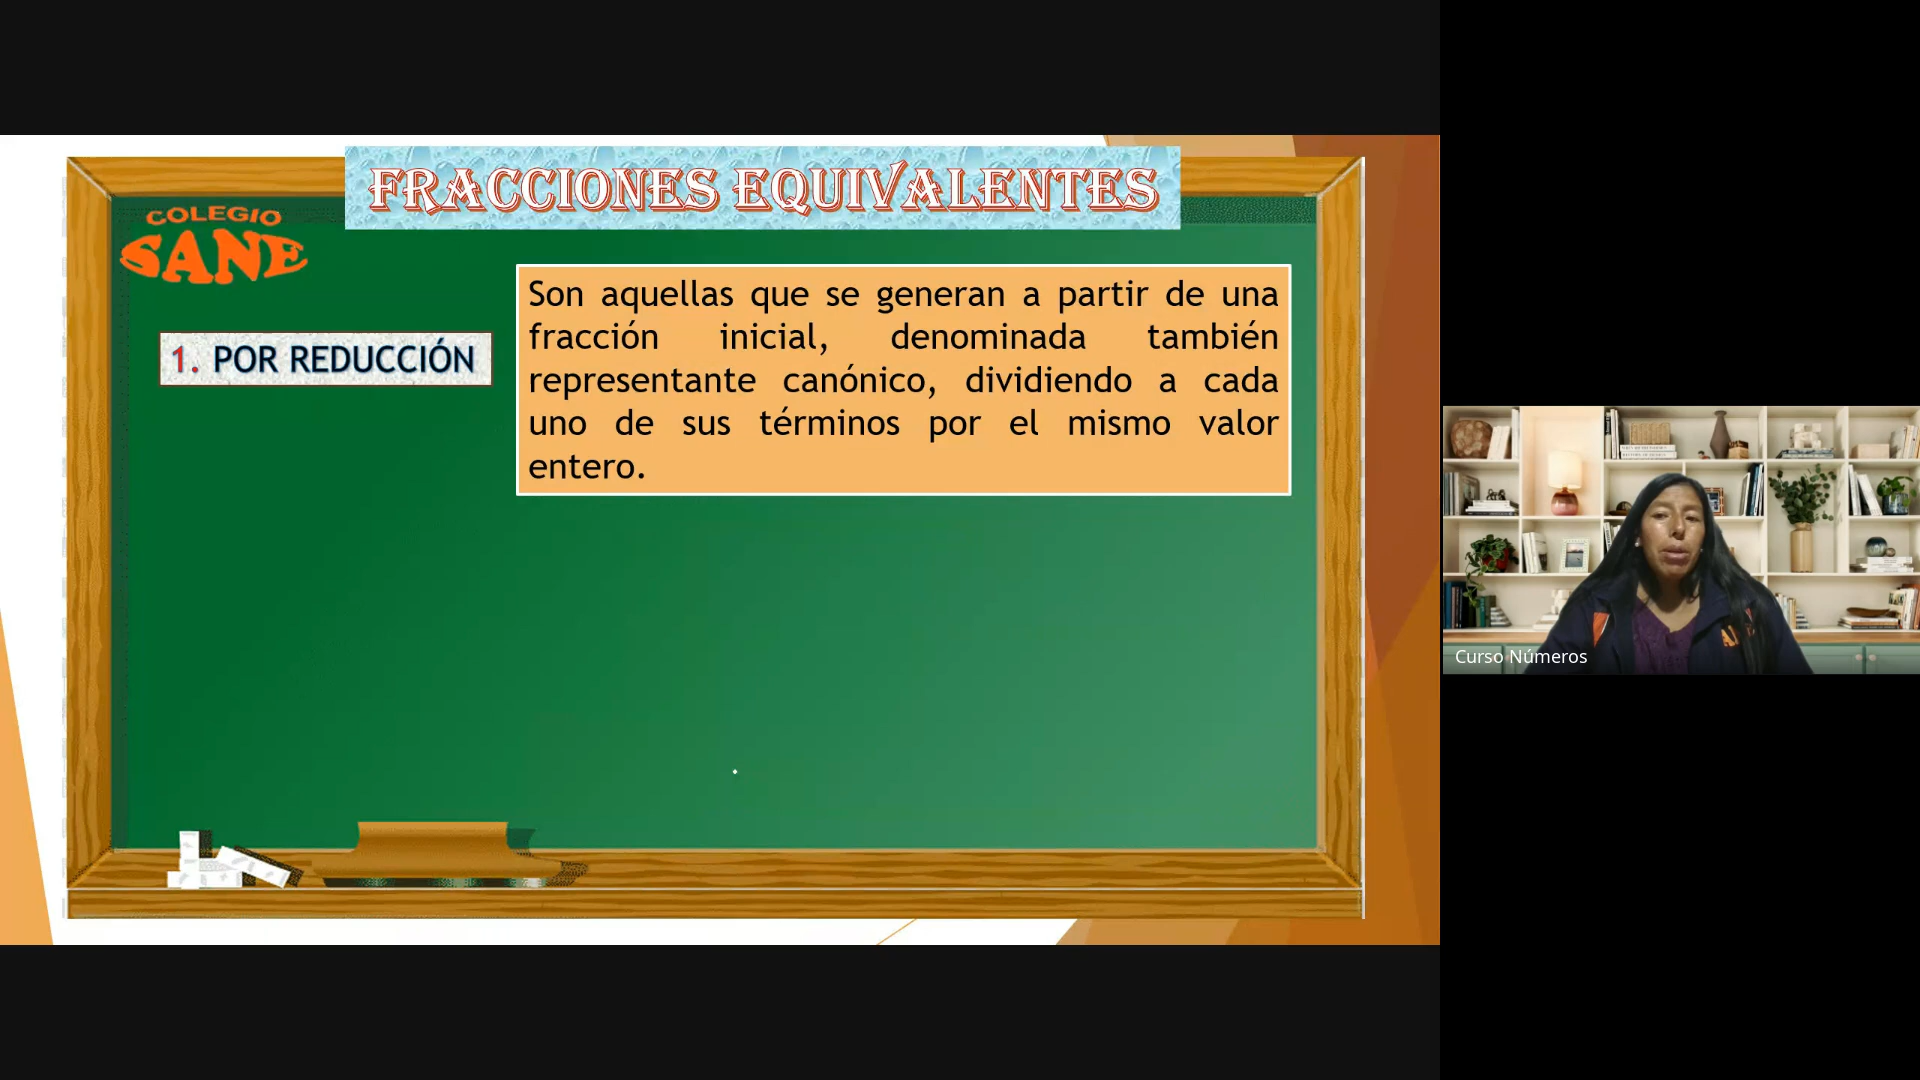 FRACCIONES EQUIVALENTES
COLEGIO
SANE
1. POR REDUCCIÓN
Son aquellas que se generan a partir de una
fracción inicial, denominada también
representante canónico, dividiendo a cada
uno de sus términos por el mismo valor
entero.
Curso Números